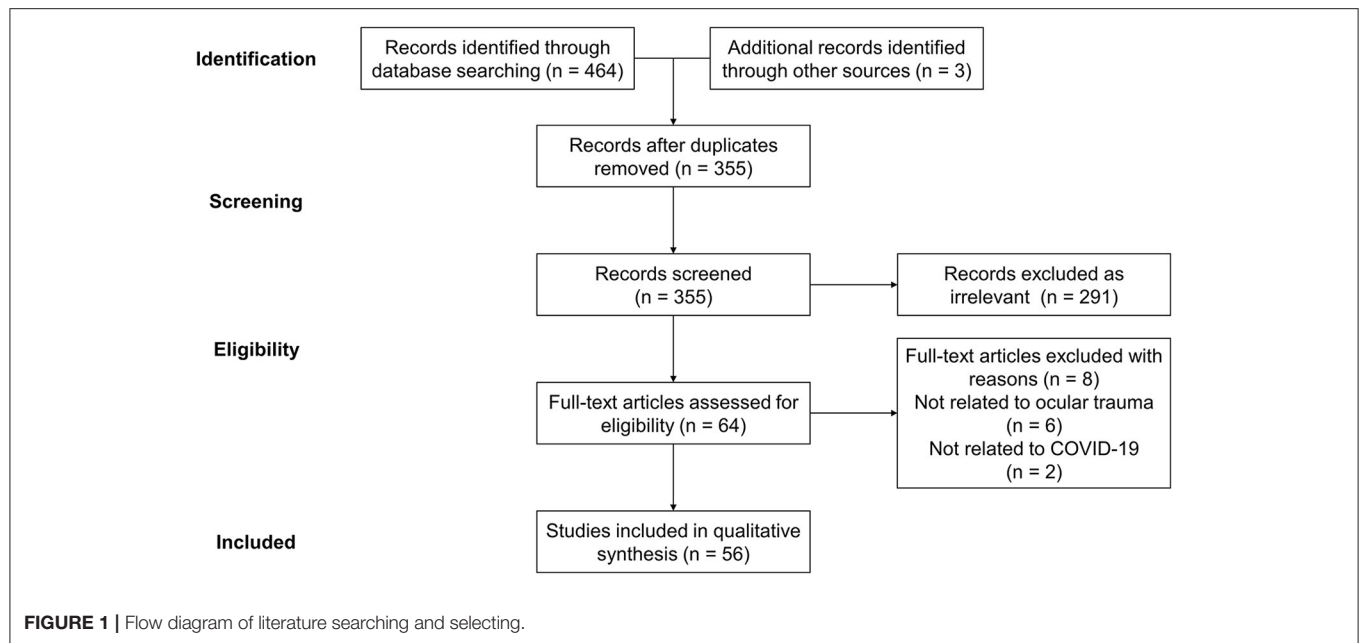 Identification
Records identified through
database searching (n = 464)
Additional records identified
through other sources (n = 3)
Records after duplicates
removed (n = 355)
Screening
Records screened
(n = 355)
Records excluded as
irrelevant (n = 291)
Eligibility
Full-text articles assessed for
eligibility (n = 64)
Full-text articles excluded with
reasons (n = 8)
Not related to ocular trauma
(n = 6)
Not related to COVID-19
(n = 2)
Included
Studies included in qualitative
synthesis (n = 56)
FIGURE 1 | Flow diagram of literature searching and selecting.